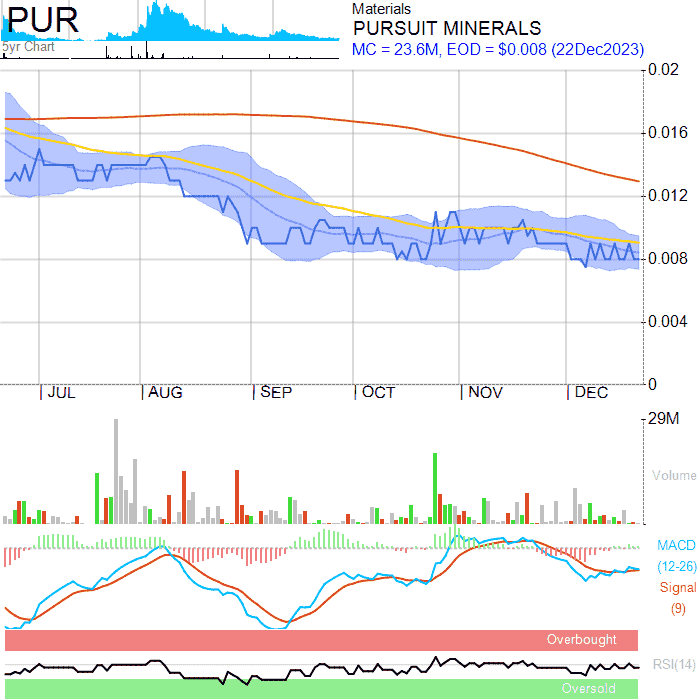 PUR
5yr Chart
Materials
PURSUIT MINERALS
MC = 23.6M, EOD = $0.008 (22Dec2023)
0.02
0.016
0.012
0.008
0.004
0
JUL AUG SEP OCT NOV DEC
29M
Volume
MACD
(12-26)
Signal
(9)
Overbought
RSI(14)
Oversold